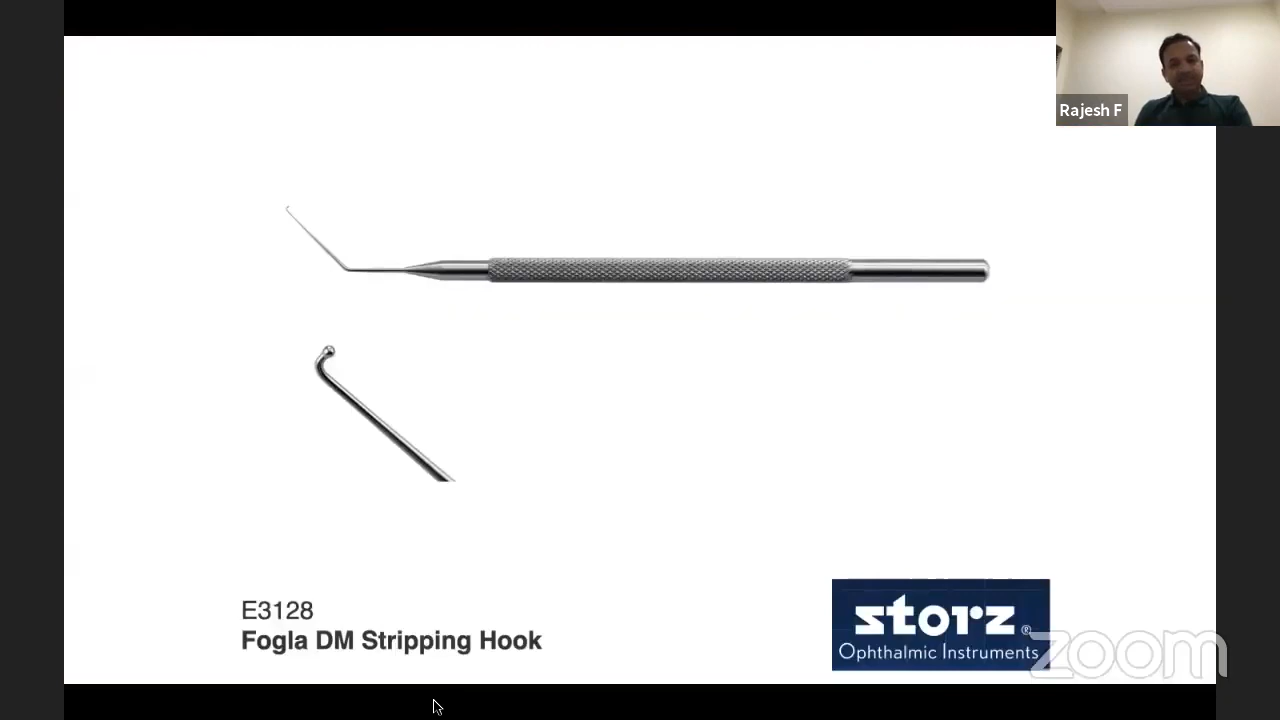 Rajesh F
E3128
Fogla DM Stripping Hook
storz®
Ophthalmic Instruments
zoom